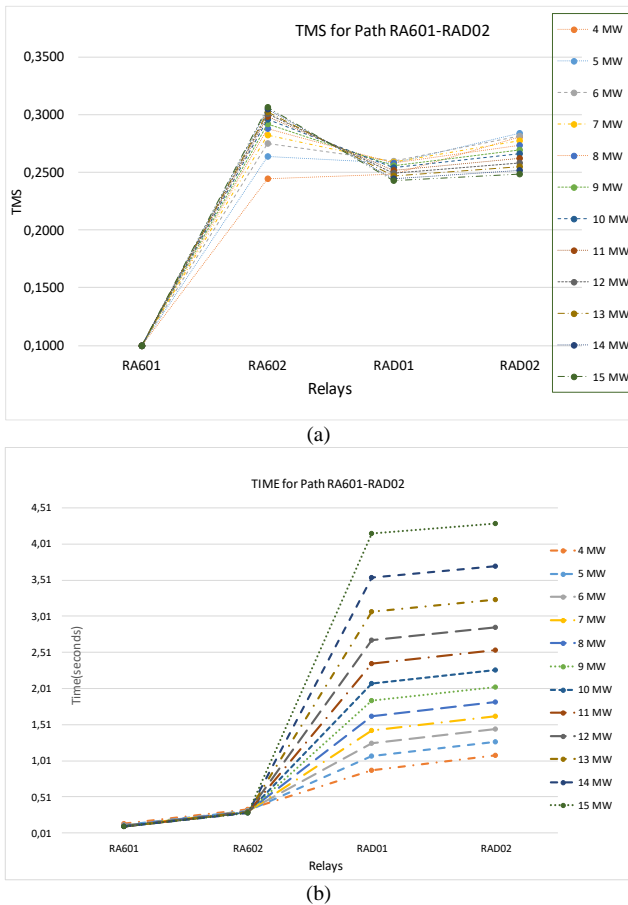 TMS for Path RA601-RAD02
0,3500
0,3000
0,2500
0,2000
0,1500
0,1000
TMS
RA601
RA602
RAD01
RAD02
Relays
4 MW
5 MW
6 MW
7 MW
8 MW
9 MW
10 MW
11 MW
12 MW
13 MW
14 MW
15 MW
(a)
TIME for Path RA601-RAD02
4,51
4,01
3,51
3,01
2,51
2,01
1,51
1,01
0,51
0,01
Time(seconds)
RA601
RA602
RAD01
RAD02
Relays
4 MW
5 MW
6 MW
7 MW
8 MW
9 MW
10 MW
11 MW
12 MW
13 MW
14 MW
15 MW
(b)